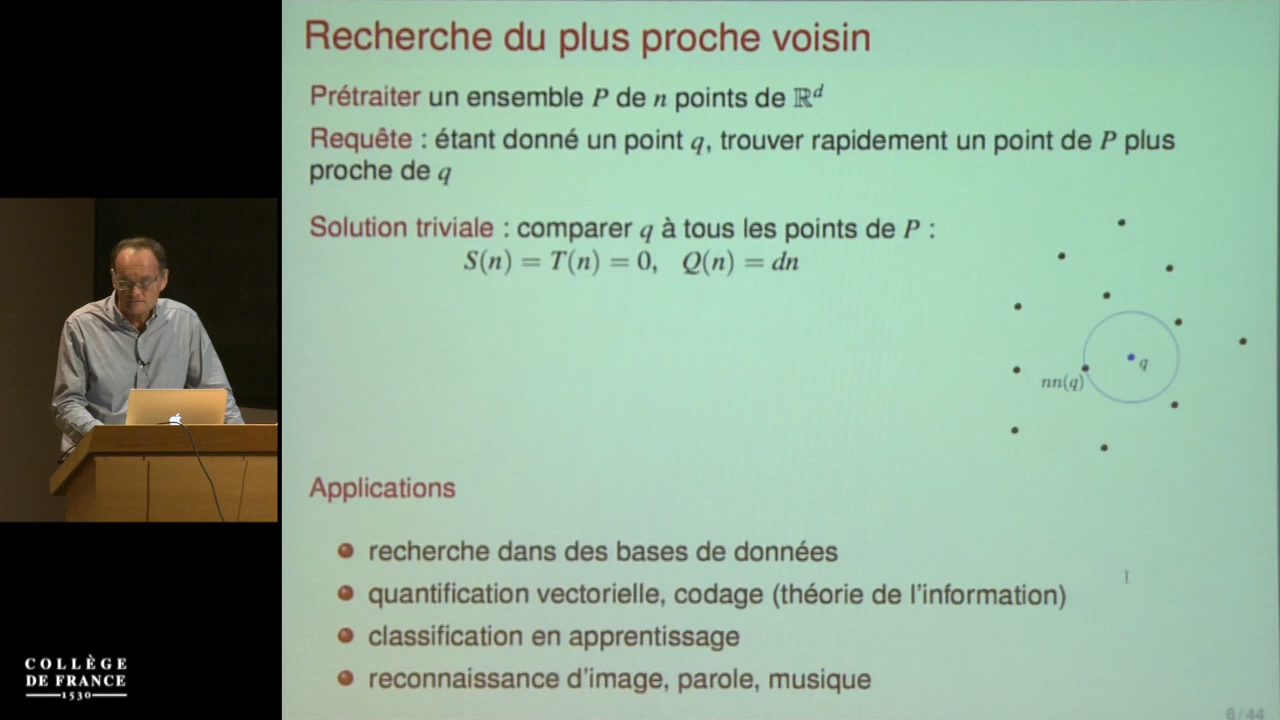 Recherche du plus proche voisin
Prétraiter un ensemble P de n points de ℝᵈ
Requête : étant donné un point q, trouver rapidement un point de P plus
proche de q
Solution triviale : comparer q à tous les points de P :
S(n) = T(n) = 0, Q(n) = dn
q
nn(q)
Applications
recherche dans des bases de données
quantification vectorielle, codage (théorie de l'information)
classification en apprentissage
reconnaissance d'image, parole, musique
6 / 44
COLLÈGE
DE FRANCE
1530